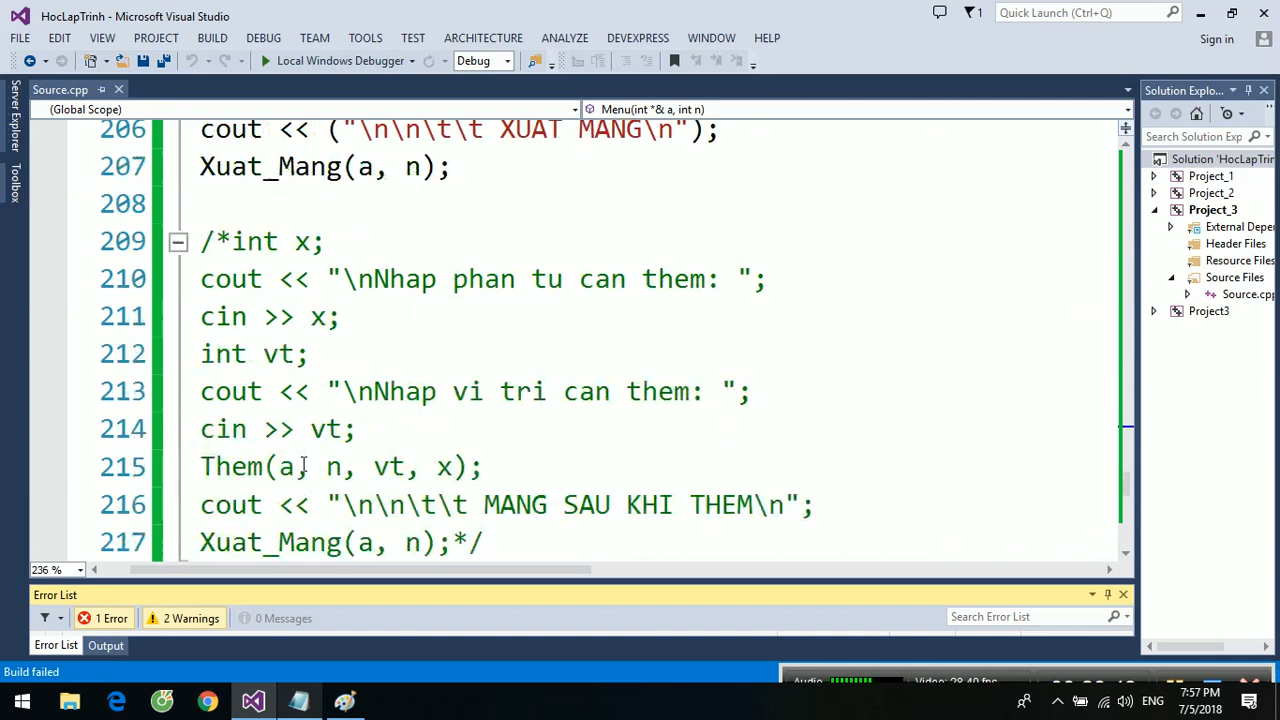 HocLapTrinh - Microsoft Visual Studio
1
Quick Launch (Ctrl+Q)
FILE EDIT VIEW PROJECT BUILD DEBUG TEAM TOOLS TEST ARCHITECTURE ANALYZE DEVEXPRESS WINDOW HELP
Sign in
Local Windows Debugger
Debug
Server Explorer
Toolbox
Source.cpp
(Global Scope)
Menu(int *& a, int n)
206 cout << ("\n\n\t\t XUAT MANG\n");
207 Xuat_Mang(a, n);
208
209 /*int x;
210 cout << "\nNhap phan tu can them: ";
211 cin >> x;
212 int vt;
213 cout << "\nNhap vi tri can them: ";
214 cin >> vt;
215 Them(a, n, vt, x);
216 cout << "\n\n\t\t MANG SAU KHI THEM\n";
217 Xuat_Mang(a, n);*/
236 %
Solution Explo...
Search Solution Exp
Solution 'HocLapTrin
Project_1
Project_2
Project_3
External Depe
Header Files
Resource Files
Source Files
Source.cp
Project3
Error List
1 Error
2 Warnings
0 Messages
Search Error List
Error List Output
Build failed
Audio
ENG
7:57 PM
7/5/2018